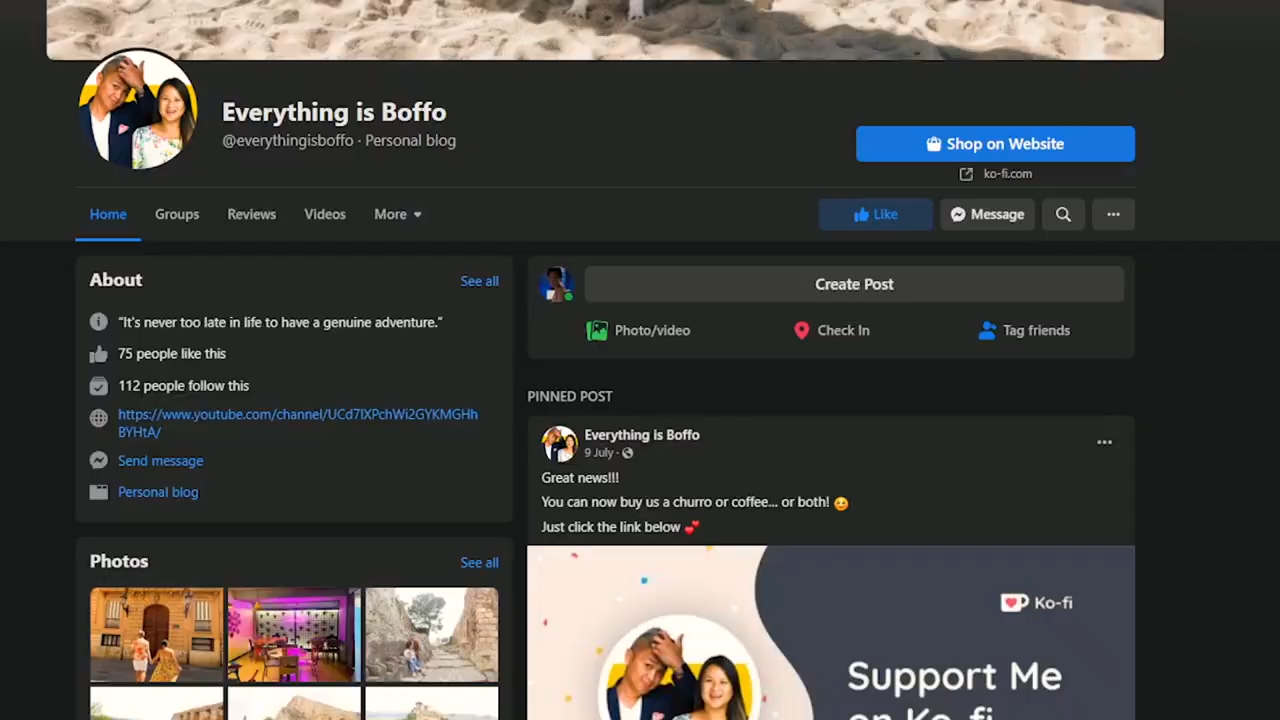 Everything is Boffo
@everythingisboffo · Personal blog
Shop on Website
ko-fi.com
Home Groups Reviews Videos More
Like Message
About See all
“It's never too late in life to have a genuine adventure.”
75 people like this
112 people follow this
https://www.youtube.com/channel/UCd7lXPchWi2GYKMGHh
BYHtA/
Send message
Personal blog
Photos See all
Create Post
Photo/video Check In Tag friends
PINNED POST
Everything is Boffo
9 July ·
Great news!!!
You can now buy us a churro or coffee... or both! 😊
Just click the link below 💕
Ko-fi
Support Me
on Ko-fi